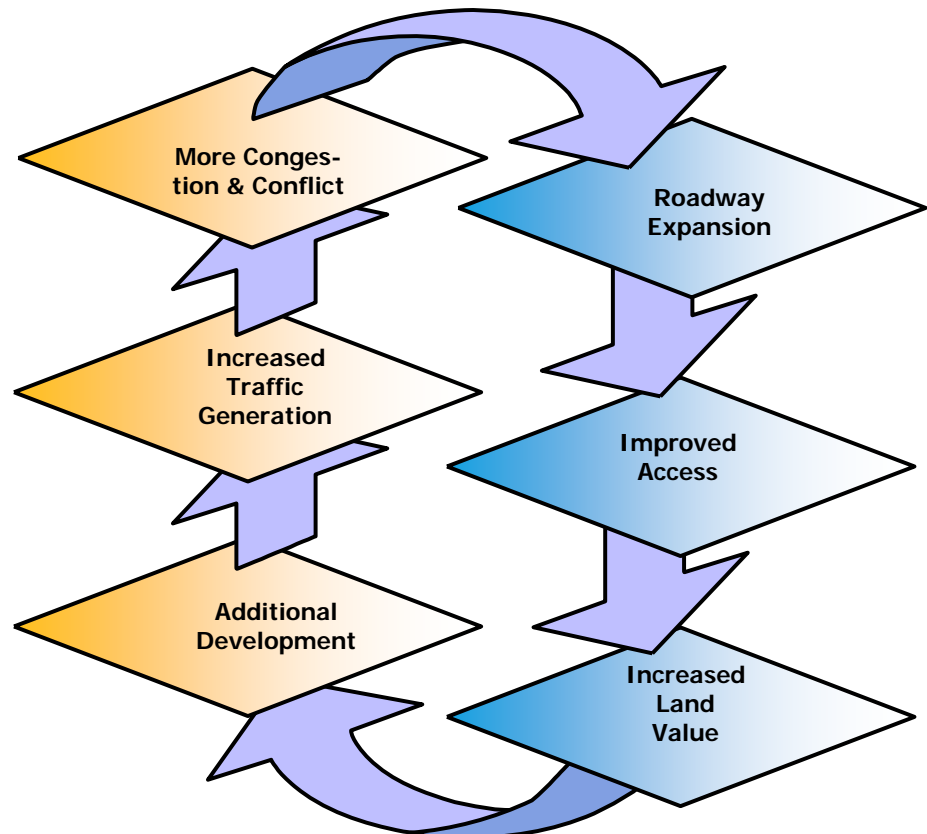 More Conges-
tion & Conflict
Roadway
Expansion
Increased
Traffic
Generation
Improved
Access
Additional
Development
Increased
Land
Value